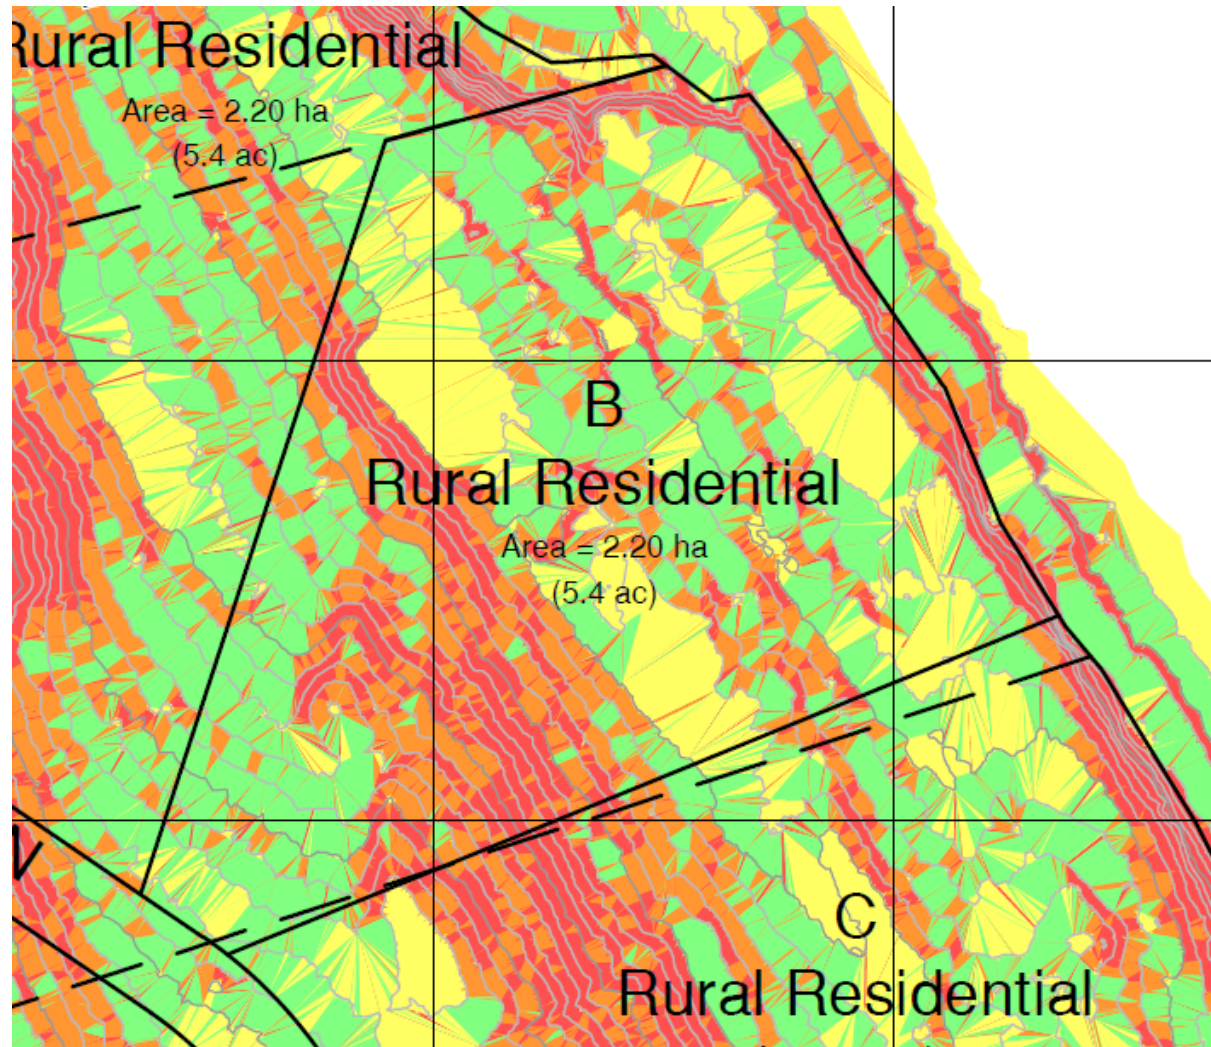 Rural Residential
Area = 2.20 ha
(5.4 ac)
B
Rural Residential
Area = 2.20 ha
(5.4 ac)
C
Rural Residential